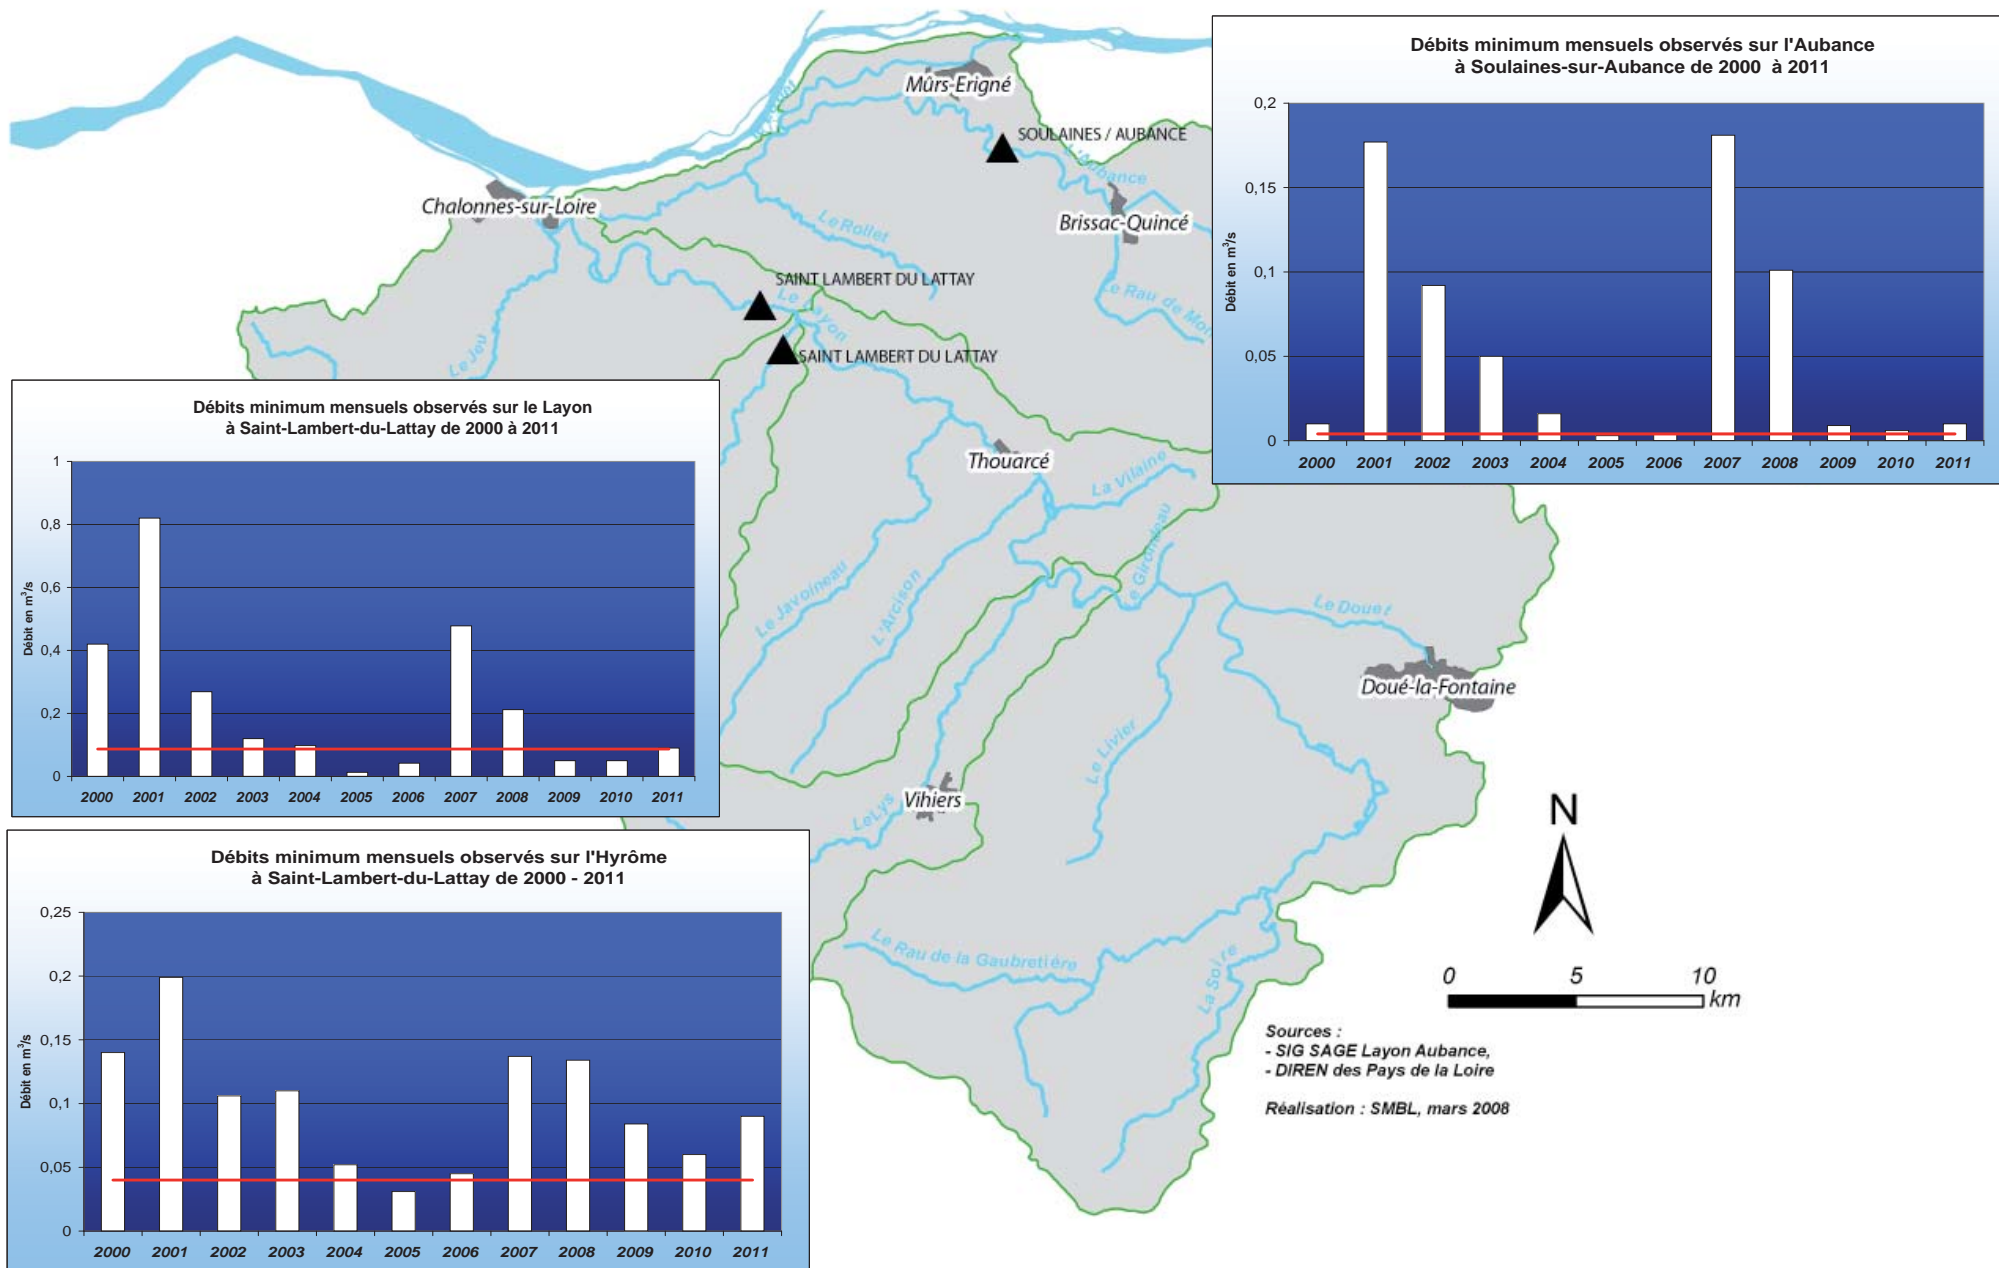 Débits minimum mensuels observés sur l'Aubance
à Soulaines-sur-Aubance de 2000 à 2011
Débit en m³/s
0,2
0,15
0,1
0,05
0
2000 2001 2002 2003 2004 2005 2006 2007 2008 2009 2010 2011
Mûrs-Erigné
SOULAINES / AUBANCE
L'Aubance
Chalonnes-sur-Loire
Brissac-Quincé
Le Rollet
SAINT LAMBERT DU LATTAY
Le Layon
Le Rau de
SAINT LAMBERT DU LATTAY
Le Jeu
Débits minimum mensuels observés sur le Layon
à Saint-Lambert-du-Lattay de 2000 à 2011
Débit en m³/s
1
0,8
0,6
0,4
0,2
0
2000 2001 2002 2003 2004 2005 2006 2007 2008 2009 2010 2011
Thouarcé
La Vilaine
Le Girondeau
Le Javoineau
L'Arcison
Le Douet
Doué-la-Fontaine
Le Livier
Vihiers
Le Lys
Débits minimum mensuels observés sur l'Hyrôme
à Saint-Lambert-du-Lattay de 2000 - 2011
Débit en m³/s
0,25
0,2
0,15
0,1
0,05
0
2000 2001 2002 2003 2004 2005 2006 2007 2008 2009 2010 2011
Le Rau de la Gaubretière
La Soire
N
0 5 10
km
Sources :
- SIG SAGE Layon Aubance,
- DIREN des Pays de la Loire
Réalisation : SMBL, mars 2008